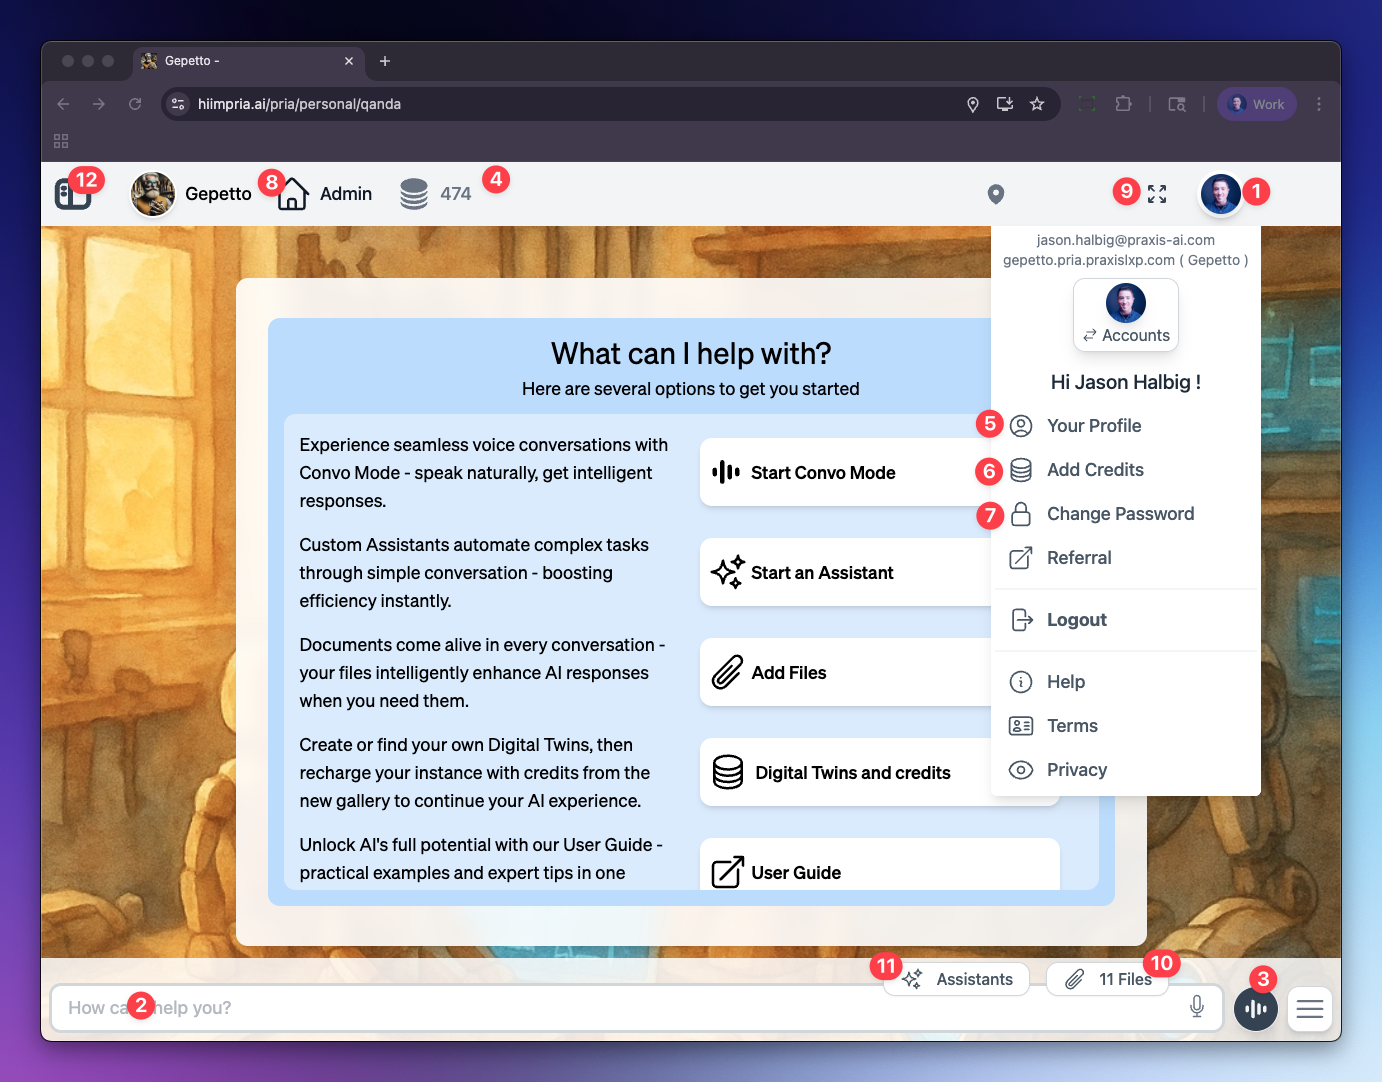 Gepetto -
hiimpria.ai/pria/personal/qanda
Work
12
Gepetto
8
Admin
474
4
9
1
jason.halbig@praxis-ai.com
gepetto.pria.praxislxp.com ( Gepetto )
Accounts
Hi Jason Halbig !
5 Your Profile
6 Add Credits
7 Change Password
Referral
Logout
Help
Terms
Privacy
What can I help with?
Here are several options to get you started
Experience seamless voice conversations with
Convo Mode - speak naturally, get intelligent
responses.
Start Convo Mode
Custom Assistants automate complex tasks
through simple conversation - boosting
efficiency instantly.
Start an Assistant
Documents come alive in every conversation -
your files intelligently enhance AI responses
when you need them.
Add Files
Create or find your own Digital Twins, then
recharge your instance with credits from the
new gallery to continue your AI experience.
Digital Twins and credits
Unlock AI's full potential with our User Guide -
practical examples and expert tips in one
User Guide
11
Assistants
10
11 Files
3
How ca 2 help you?